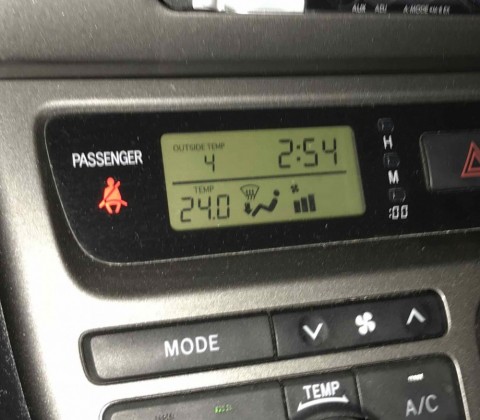 PASSENGER
OUTSIDE TEMP
4
2:54
TEMP
24.0
H
M
:00
MODE
TEMP
A/C